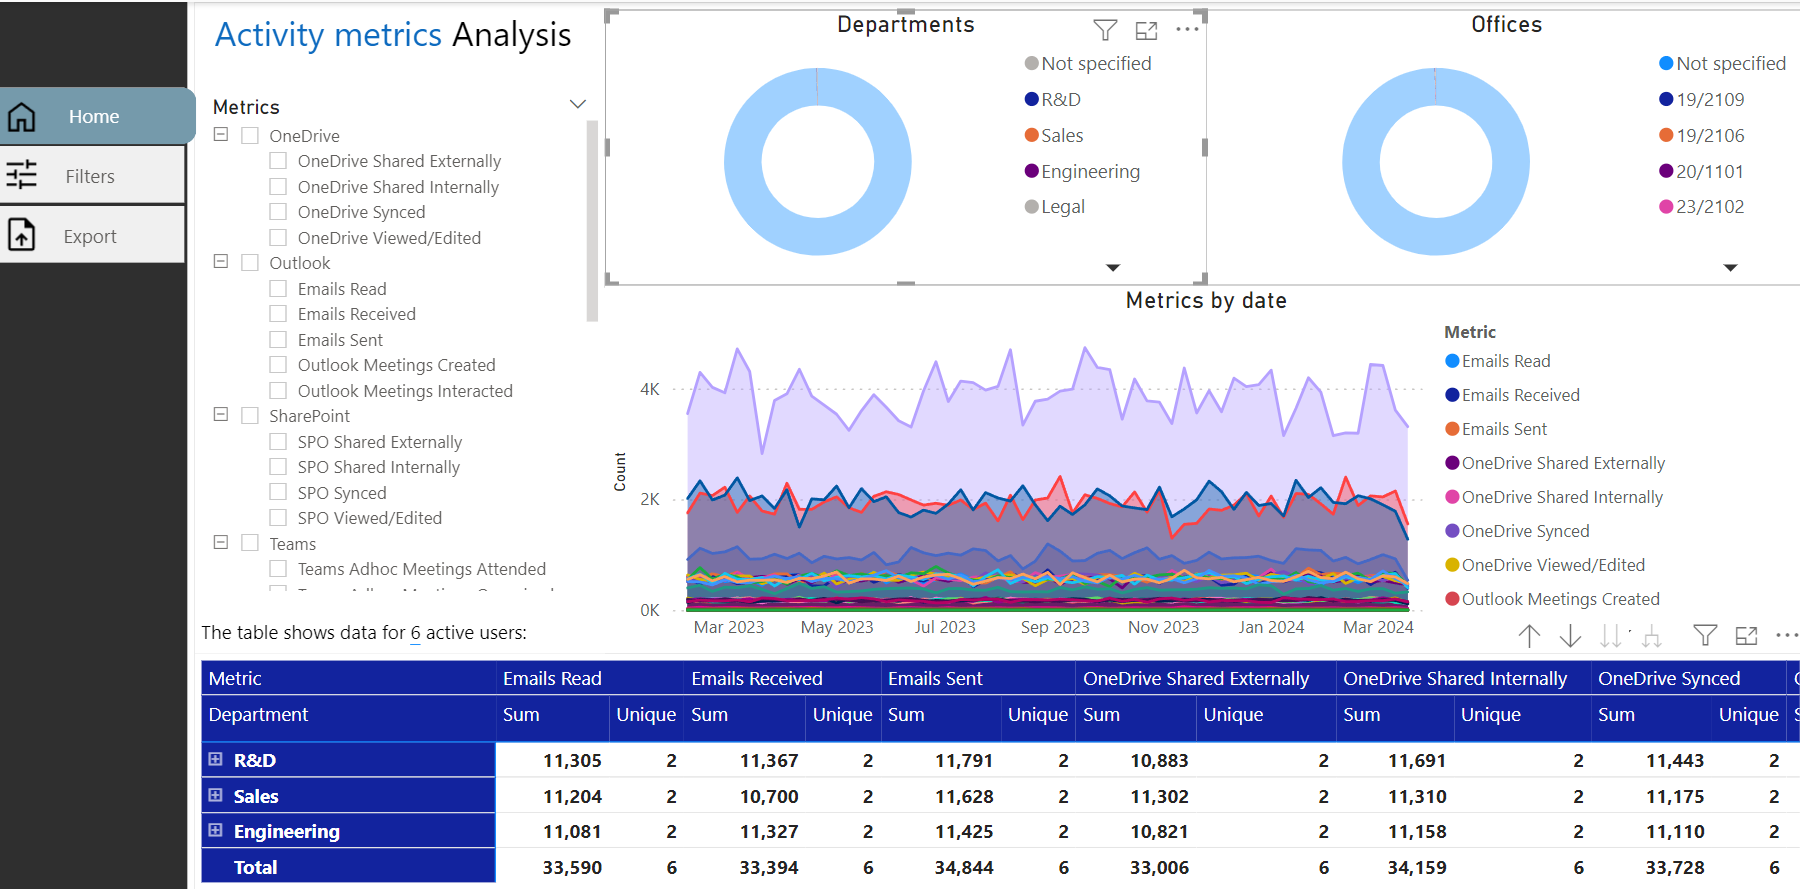 Activity metrics Analysis
Home
Filters
Export
Metrics
OneDrive
OneDrive Shared Externally
OneDrive Shared Internally
OneDrive Synced
OneDrive Viewed/Edited
Outlook
Emails Read
Emails Received
Emails Sent
Outlook Meetings Created
Outlook Meetings Interacted
SharePoint
SPO Shared Externally
SPO Shared Internally
SPO Synced
SPO Viewed/Edited
Teams
Teams Adhoc Meetings Attended
Departments
Not specified
R&D
Sales
Engineering
Legal
Offices
Not specified
19/2109
19/2106
20/1101
23/2102
Metrics by date
Count
4K
2K
0K
Mar 2023 May 2023 Jul 2023 Sep 2023 Nov 2023 Jan 2024 Mar 2024
Metric
Emails Read
Emails Received
Emails Sent
OneDrive Shared Externally
OneDrive Shared Internally
OneDrive Synced
OneDrive Viewed/Edited
Outlook Meetings Created
The table shows data for 6 active users:
Metric Emails Read Emails Received Emails Sent OneDrive Shared Externally OneDrive Shared Internally OneDrive Synced
Department Sum Unique Sum Unique Sum Unique Sum Unique Sum Unique Sum Unique
R&D 11,305 2 11,367 2 11,791 2 10,883 2 11,691 2 11,443 2
Sales 11,204 2 10,700 2 11,628 2 11,302 2 11,310 2 11,175 2
Engineering 11,081 2 11,327 2 11,425 2 10,821 2 11,158 2 11,110 2
Total 33,590 6 33,394 6 34,844 6 33,006 6 34,159 6 33,728 6